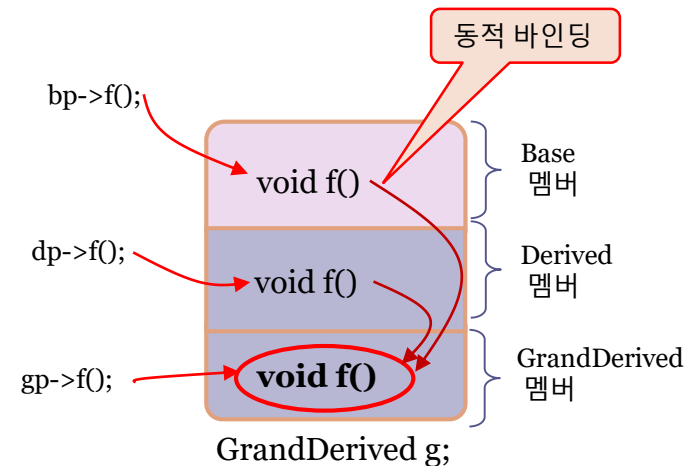 동적 바인딩
bp->f();
void f()
Base
멤버
dp->f();
void f()
Derived
멤버
gp->f();
void f()
GrandDerived
멤버
GrandDerived g;